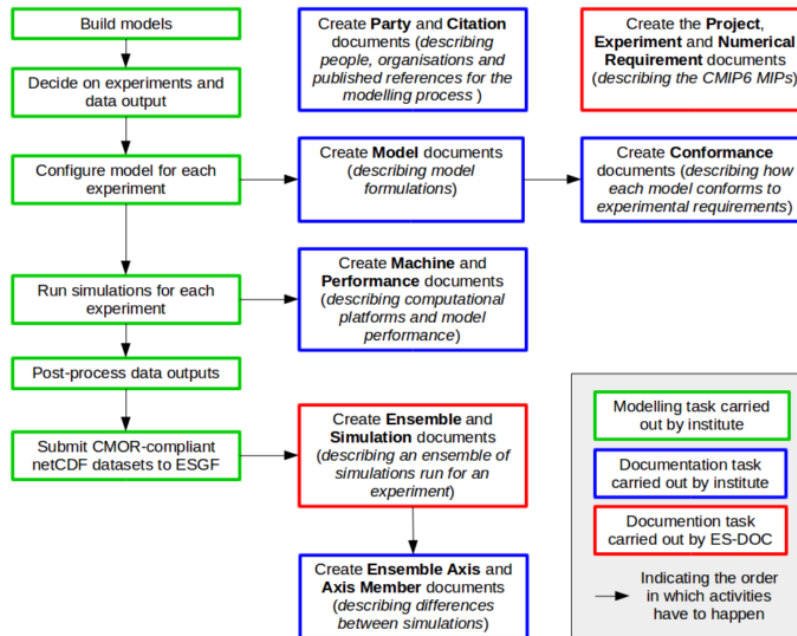 Build models
Decide on experiments and
data output
Configure model for each
experiment
Run simulations for each
experiment
Post-process data outputs
Submit CMOR-compliant
netCDF datasets to ESGF
Create Party and Citation
documents (describing
people, organisations and
published references for the
modelling process )
Create the Project,
Experiment and Numerical
Requirement documents
(describing the CMIP6 MIPs)
Create Model documents
(describing model
formulations)
Create Conformance
documents (describing how
each model conforms to
experimental requirements)
Create Machine and
Performance documents
(describing computational
platforms and model
performance)
Create Ensemble and
Simulation documents
(describing an ensemble of
simulations run for an
experiment)
Create Ensemble Axis and
Axis Member documents
(describing differences
between simulations)
Modelling task carried
out by institute
Documentation task
carried out by institute
Documention task
carried out by ES-DOC
Indicating the order
in which activities
have to happen